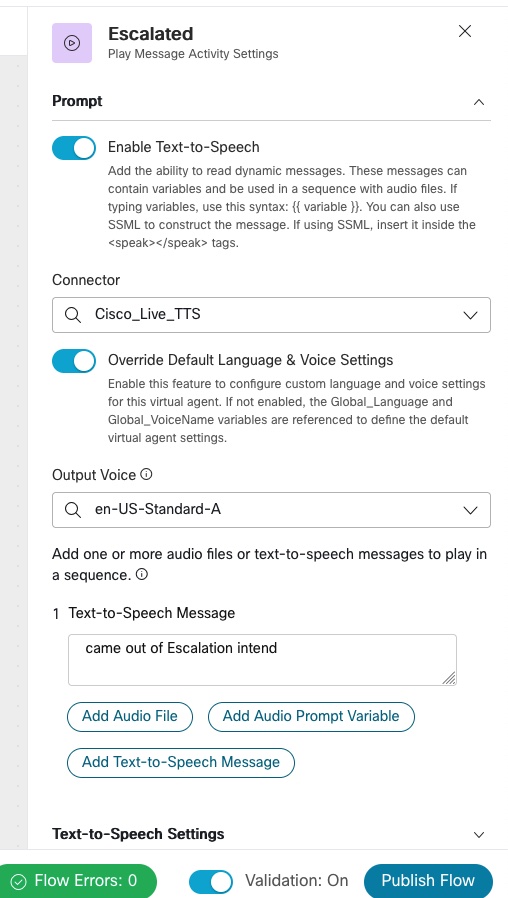 Escalated
Play Message Activity Settings
Prompt
Enable Text-to-Speech
Add the ability to read dynamic messages. These messages can
contain variables and be used in a sequence with audio files. If
typing variables, use this syntax: {{ variable }}. You can also use
SSML to construct the message. If using SSML, insert it inside the
<speak></speak> tags.
Connector
Cisco_Live_TTS
Override Default Language & Voice Settings
Enable this feature to configure custom language and voice settings
for this virtual agent. If not enabled, the Global_Language and
Global_VoiceName variables are referenced to define the default
virtual agent settings.
Output Voice
en-US-Standard-A
Add one or more audio files or text-to-speech messages to play in
a sequence.
1 Text-to-Speech Message
came out of Escalation intend
Add Audio File Add Audio Prompt Variable
Add Text-to-Speech Message
Text-to-Speech Settings
Flow Errors: 0 Validation: On Publish Flow